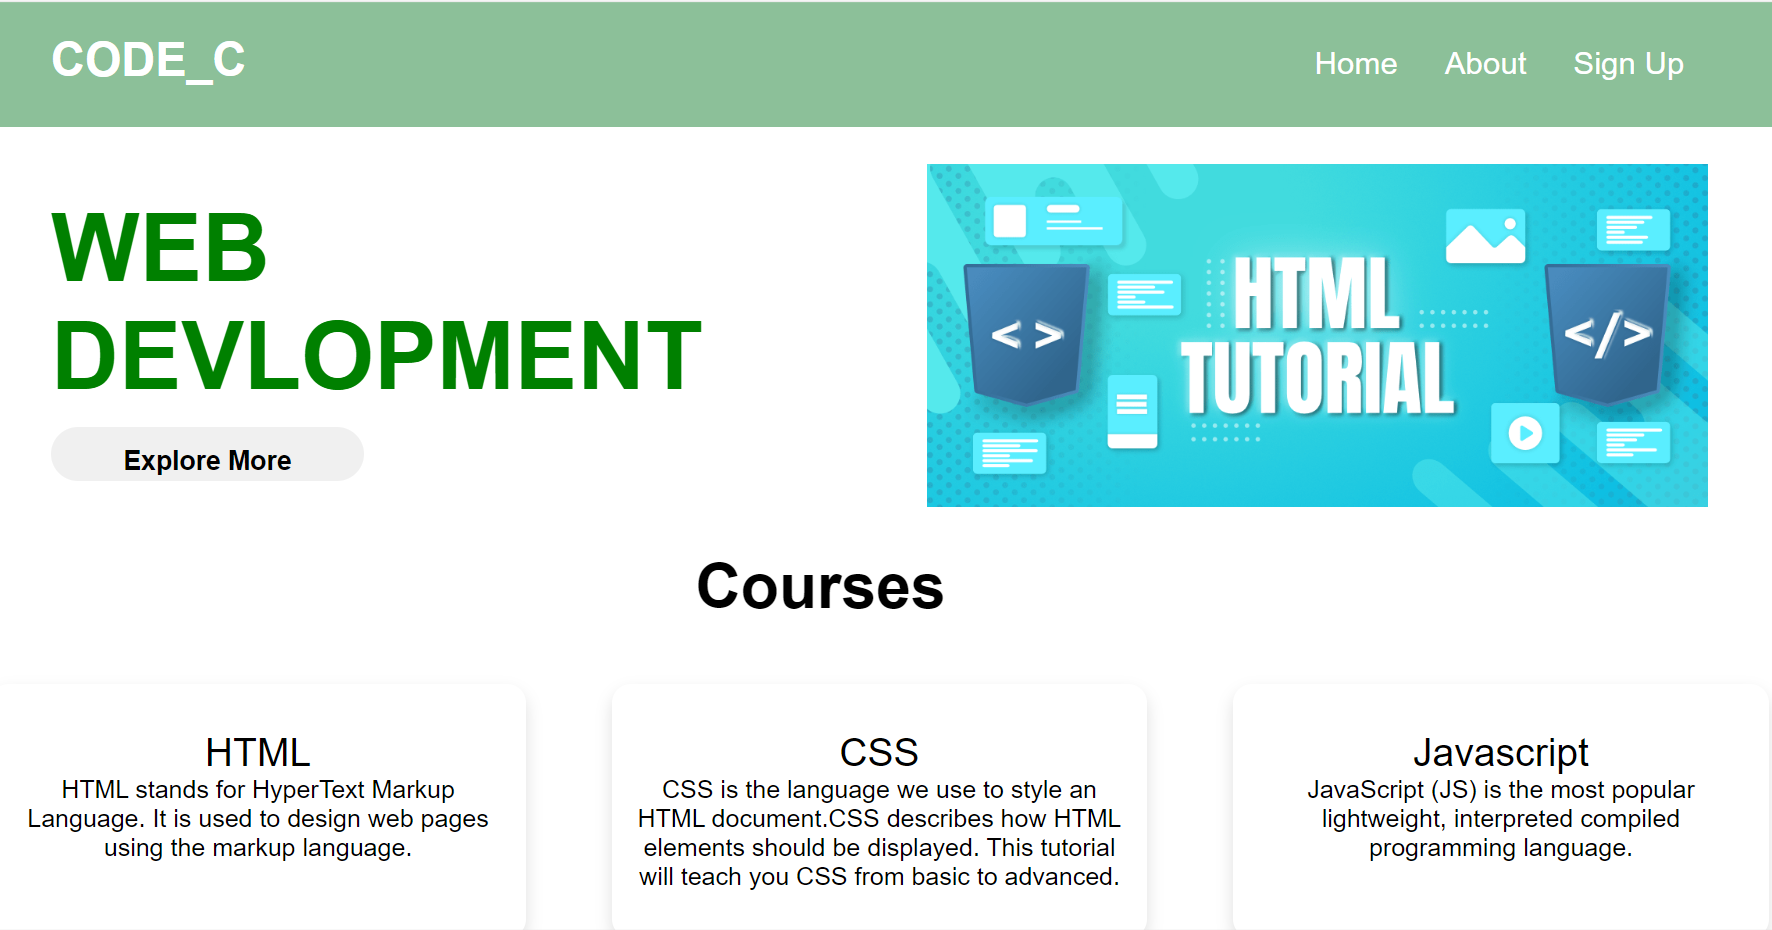 CODE_C
Home About Sign Up
WEB
DEVLOPMENT
Explore More
< >
HTML
TUTORIAL
</>
Courses
HTML
HTML stands for HyperText Markup
Language. It is used to design web pages
using the markup language.
CSS
CSS is the language we use to style an
HTML document.CSS describes how HTML
elements should be displayed. This tutorial
will teach you CSS from basic to advanced.
Javascript
JavaScript (JS) is the most popular
lightweight, interpreted compiled
programming language.